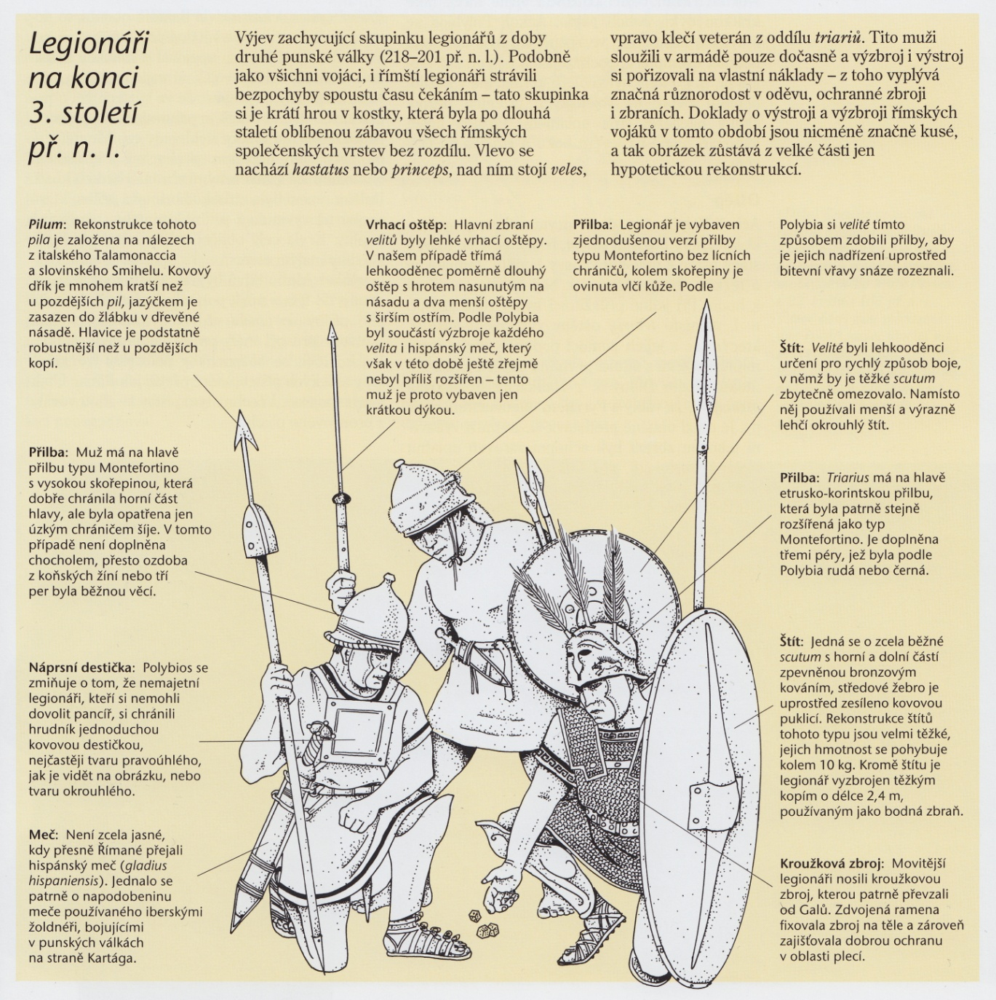 Legionáři
na konci
3. století
př. n. l.
Výjev zachycující skupinku legionářů z doby
druhé punské války (218–201 př. n. l.). Podobně
jako všichni vojáci, i římští legionáři strávili
bezpochyby spoustu času čekáním – tato skupinka
si je krátí hrou v kostky, která byla po dlouhá
staletí oblíbenou zábavou všech římských
společenských vrstev bez rozdílu. Vlevo se
nachází hastatus nebo princeps, nad ním stojí veles,
vpravo klečí veterán z oddílu triariů. Tito muži
sloužili v armádě pouze dočasně a výzbroj i výstroj
si pořizovali na vlastní náklady – z toho vyplývá
značná různorodost v oděvu, ochranné zbroji
i zbraních. Doklady o výstroji a výzbroji římských
vojáků v tomto období jsou nicméně značně kusé,
a tak obrázek zůstává z velké části jen
hypotetickou rekonstrukcí.
Pilum: Rekonstrukce tohoto
pila je založena na nálezech
z italského Talamonaccia
a slovinského Smihelu. Kovový
dřík je mnohem kratší než
u pozdějších pil, jazýčkem je
zasazen do žlábku v dřevěné
násadě. Hlavice je podstatně
robustnější než u pozdějších
kopí.
Přilba: Muž má na hlavě
přilbu typu Montefortino
s vysokou skořepinou, která
dobře chránila horní část
hlavy, ale byla opatřena jen
úzkým chráničem šíje. V tomto
případě není doplněna
chocholem, přesto ozdoba
z koňských žíní nebo tří
per byla běžnou věcí.
Náprsní destička: Polybios se
zmiňuje o tom, že nemajetní
legionáři, kteří si nemohli
dovolit pancíř, si chránili
hrudník jednoduchou
kovovou destičkou,
nejčastěji tvaru pravoúhlého,
jak je vidět na obrázku, nebo
tvaru okrouhlého.
Meč: Není zcela jasné,
kdy přesně Římané přejali
hispánský meč (gladius
hispaniensis). Jednalo se
patrně o napodobeninu
meče používaného iberskými
žoldnéři, bojujícími
v punských válkách
na straně Kartága.
Vrhací oštěp: Hlavní zbraní
velitů byly lehké vrhací oštěpy.
V našem případě třímá
lehkooděnec poměrně dlouhý
oštěp s hrotem nasunutým na
násadu a dva menší oštěpy
s širším ostřím. Podle Polybia
byl součástí výzbroje každého
velita i hispánský meč, který
však v této době ještě zřejmě
nebyl příliš rozšířen – tento
muž je proto vybaven jen
krátkou dýkou.
Přilba: Legionář je vybaven
zjednodušenou verzí přilby
typu Montefortino bez lícních
chráničů, kolem skořepiny je
ovinuta vlčí kůže. Podle
Polybia si velité tímto
způsobem zdobili přilby, aby
je jejich nadřízení uprostřed
bitevní vřavy snáze rozeznali.
Štít: Velité byli lehkooděnci
určení pro rychlý způsob boje,
v němž by je těžké scutum
zbytečně omezovalo. Namísto
něj používali menší a výrazně
lehčí okrouhlý štít.
Přilba: Triarius má na hlavě
etrusko-korintskou přilbu,
která byla patrně stejně
rozšířená jako typ
Montefortino. Je doplněna
třemi péry, jež byla podle
Polybia rudá nebo černá.
Štít: Jedná se o zcela běžné
scutum s horní a dolní částí
zpevněnou bronzovým
kováním, středové žebro je
uprostřed zesíleno kovovou
puklicí. Rekonstrukce štítů
tohoto typu jsou velmi těžké,
jejich hmotnost se pohybuje
kolem 10 kg. Kromě štítu je
legionář vyzbrojen těžkým
kopím o délce 2,4 m,
používaným jako bodná zbraň.
Kroužková zbroj: Movitější
legionáři nosili kroužkovou
zbroj, kterou patrně převzali
od Galů. Zdvojená ramena
fixovala zbroj na těle a zároveň
zajišťovala dobrou ochranu
v oblasti plecí.